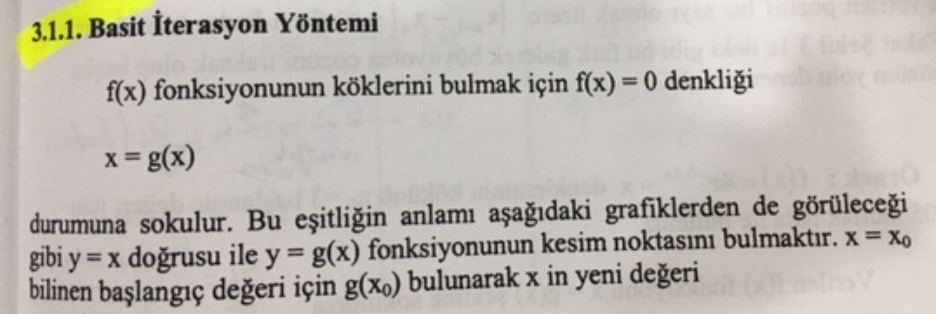 3.1.1. Basit İterasyon Yöntemi
f(x) fonksiyonunun köklerini bulmak için f(x) = 0 denkliği
x = g(x)
durumuna sokulur. Bu eşitliğin anlamı aşağıdaki grafiklerden de görüleceği
gibi y = x doğrusu ile y = g(x) fonksiyonunun kesim noktasını bulmaktır. x = x₀
bilinen başlangıç değeri için g(x₀) bulunarak x in yeni değeri